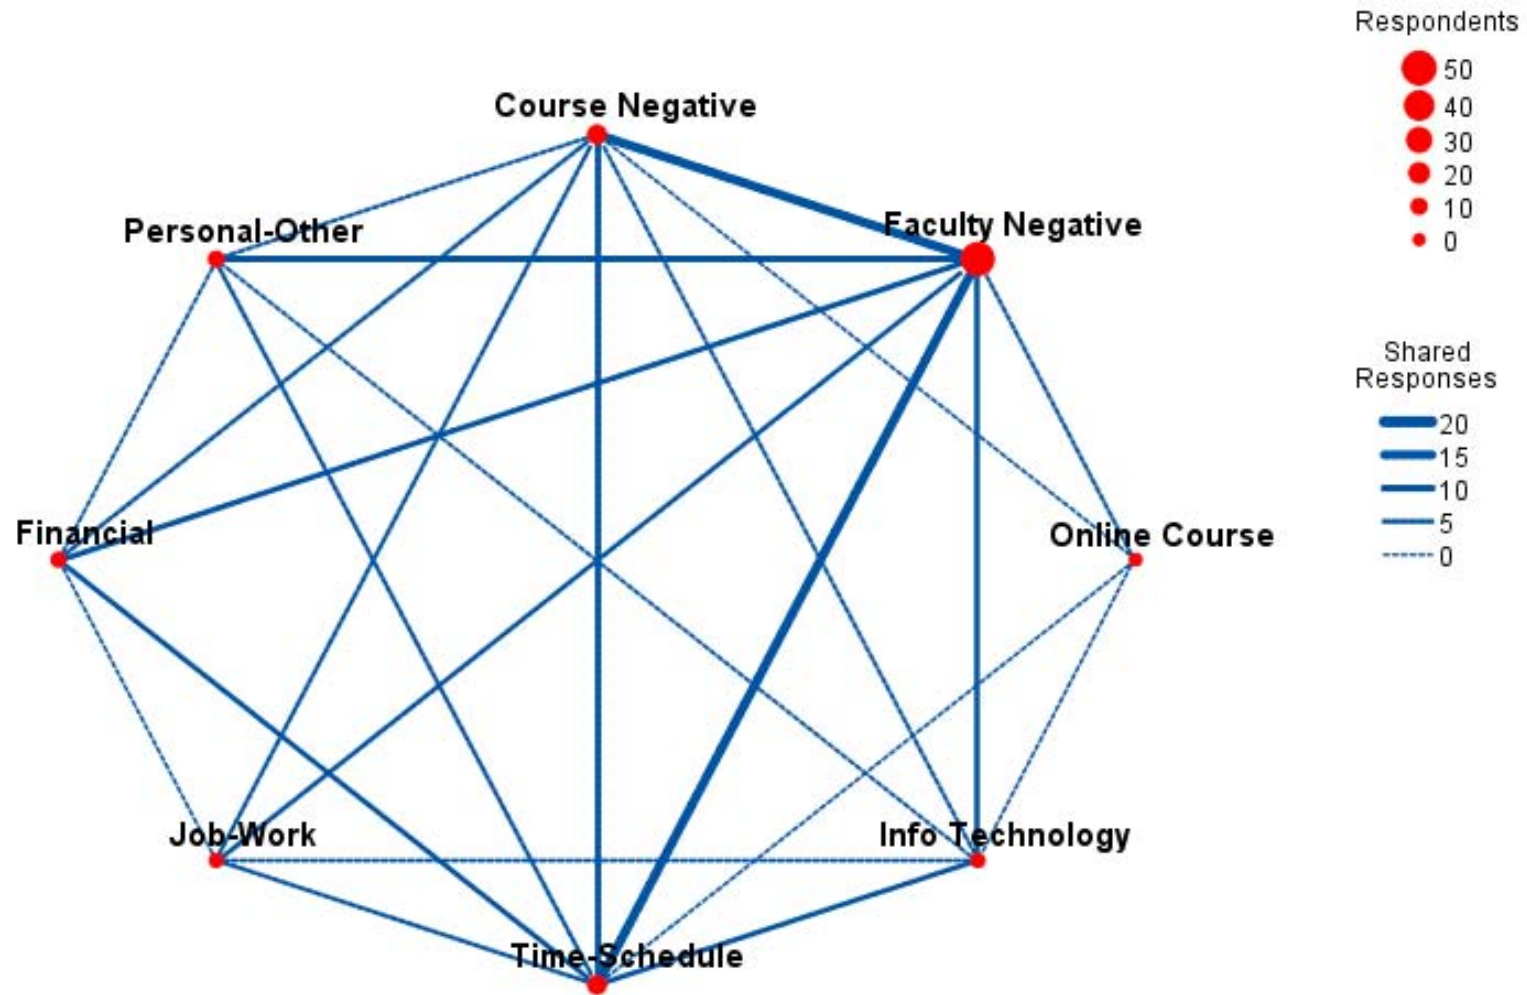 Respondents
50
40
30
20
10
0
Course Negative
Personal-Other
Faculty Negative
Shared
Responses
20
15
10
5
0
Financial
Online Course
Job-Work
Info Technology
Time-Schedule